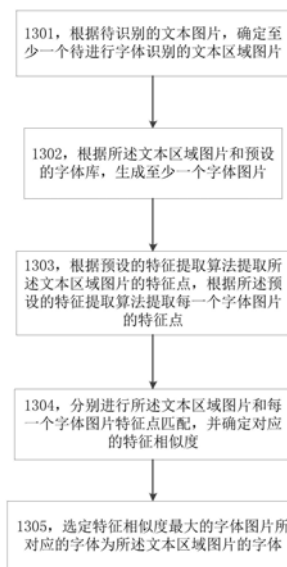 1301，根据待识别的文本图片，确定至
少一个待进行字体识别的文本区域图片
1302，根据所述文本区域图片和预设
的字体库，生成至少一个字体图片
1303，根据预设的特征提取算法提取所
述文本区域图片的特征点，根据所述预
设的特征提取算法提取每一个字体图片
的特征点
1304，分别进行所述文本区域图片和每
一个字体图片特征点匹配，并确定对应
的特征相似度
1305，选定特征相似度最大的字体图片所
对应的字体为所述文本区域图片的字体